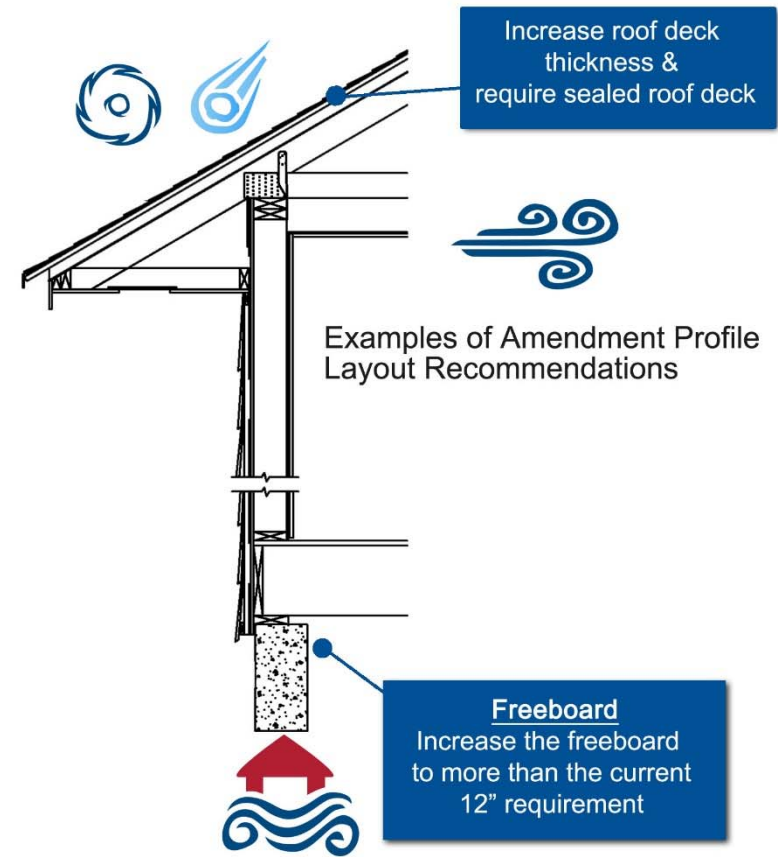 Increase roof deck
thickness &
require sealed roof deck
Examples of Amendment Profile
Layout Recommendations
Freeboard
Increase the freeboard
to more than the current
12” requirement